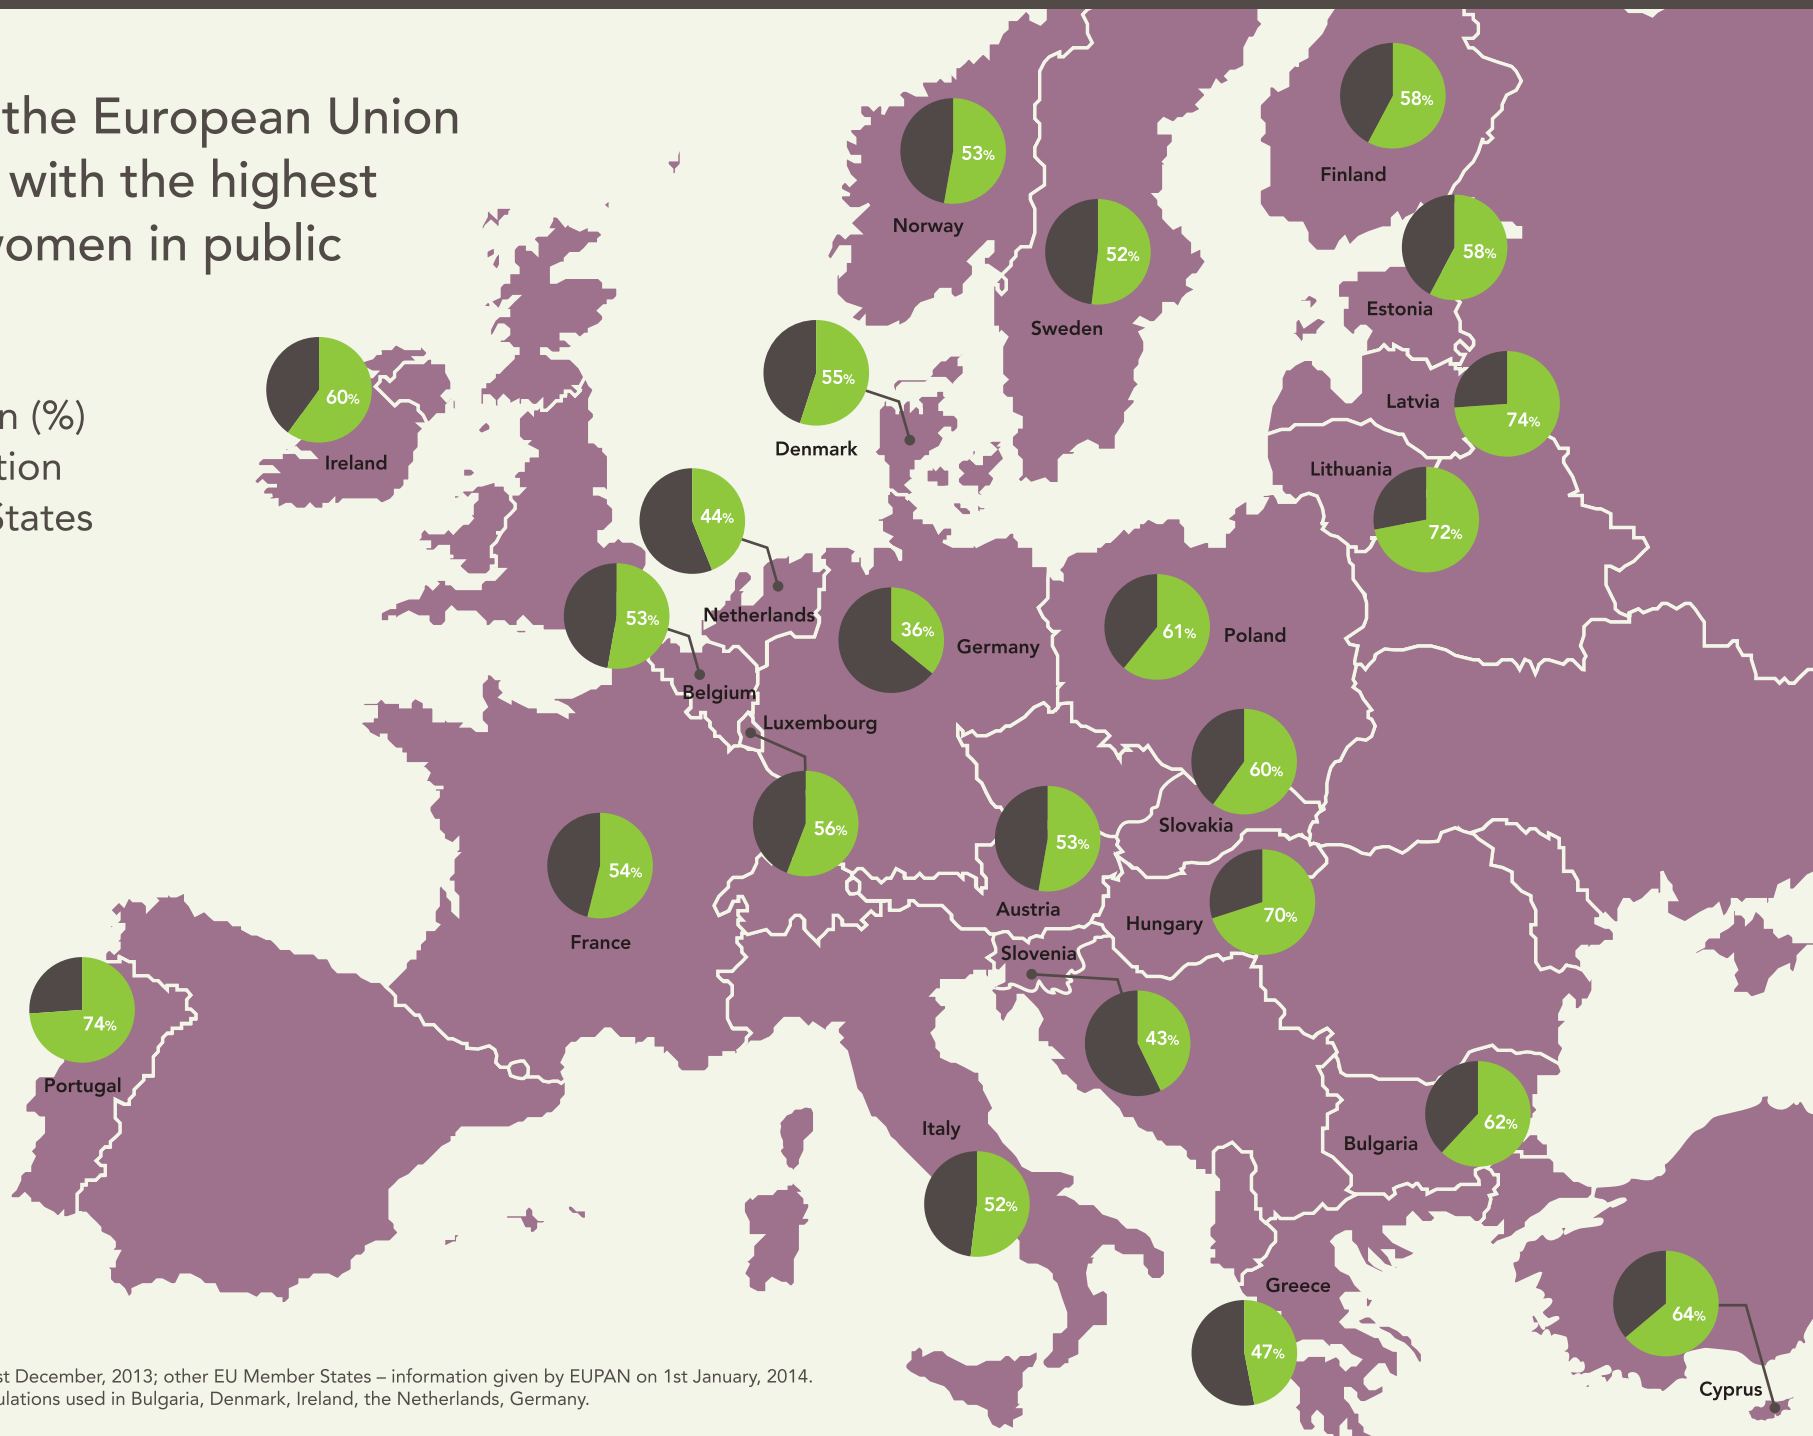 the European Union
with the highest
women in public
n (%)
tion
States
58%
Finland
53%
Norway
58%
Estonia
52%
Sweden
55%
Denmark
60%
Ireland
Latvia
74%
Lithuania
72%
44%
Netherlands
53%
Belgium
36%
Germany
61%
Poland
Luxembourg
56%
60%
Slovakia
53%
Austria
54%
France
70%
Hungary
Slovenia
43%
74%
Portugal
62%
Bulgaria
Italy
52%
Greece
47%
64%
Cyprus
st December, 2013; other EU Member States – information given by EUPAN on 1st January, 2014.
ulations used in Bulgaria, Denmark, Ireland, the Netherlands, Germany.